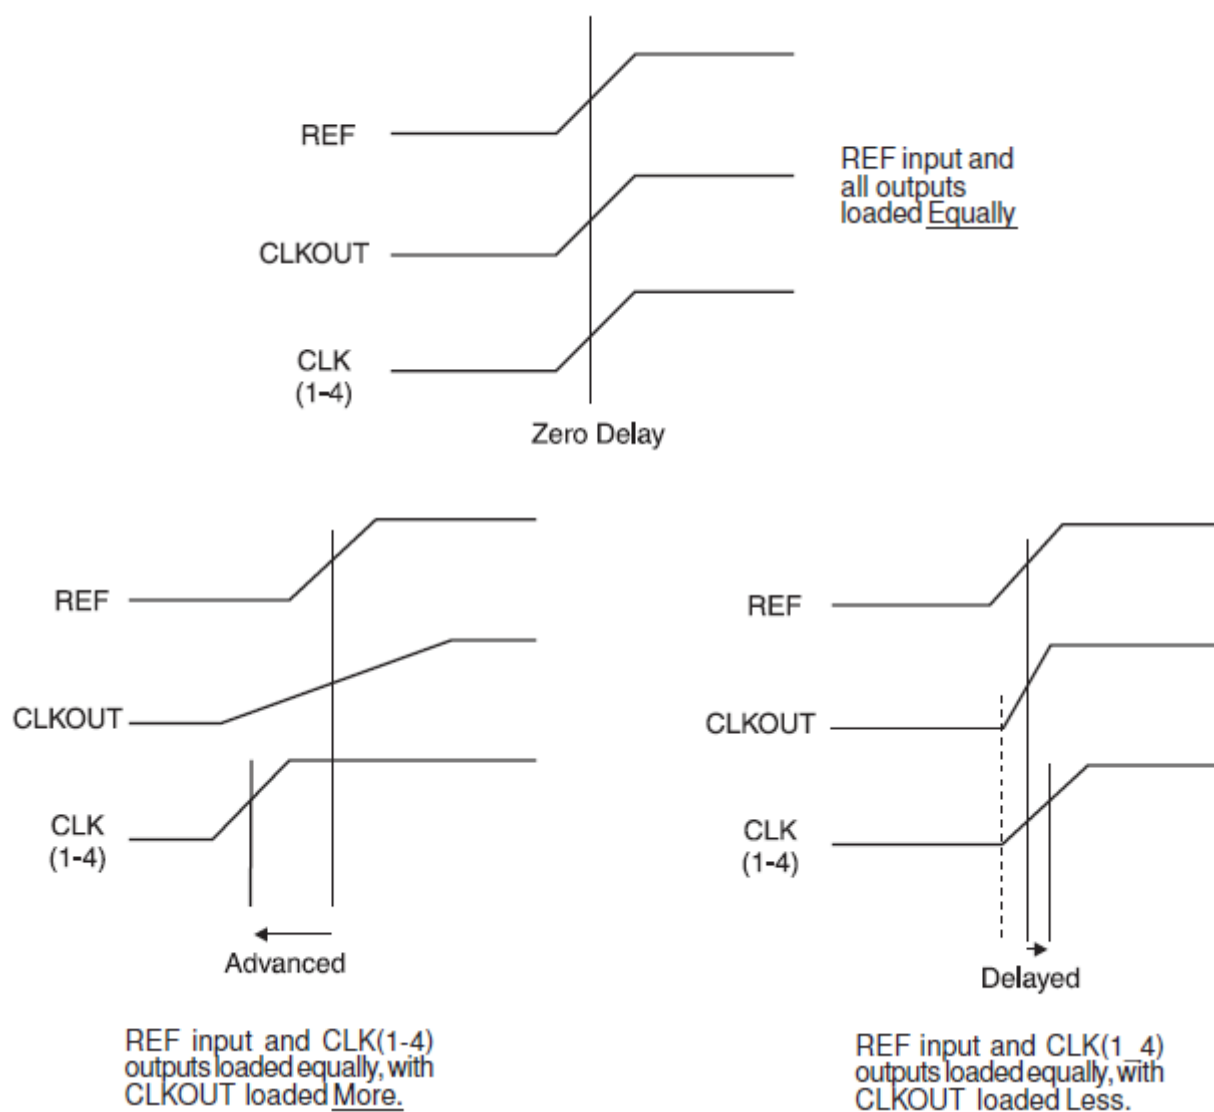 REF
REF input and
all outputs
loaded Equally
CLKOUT
CLK
(1-4)
Zero Delay
REF
CLKOUT
CLK
(1-4)
Advanced
REF input and CLK(1-4)
outputs loaded equally, with
CLKOUT loaded More.
REF
CLKOUT
CLK
(1-4)
Delayed
REF input and CLK(1_4)
outputs loaded equally, with
CLKOUT loaded Less.